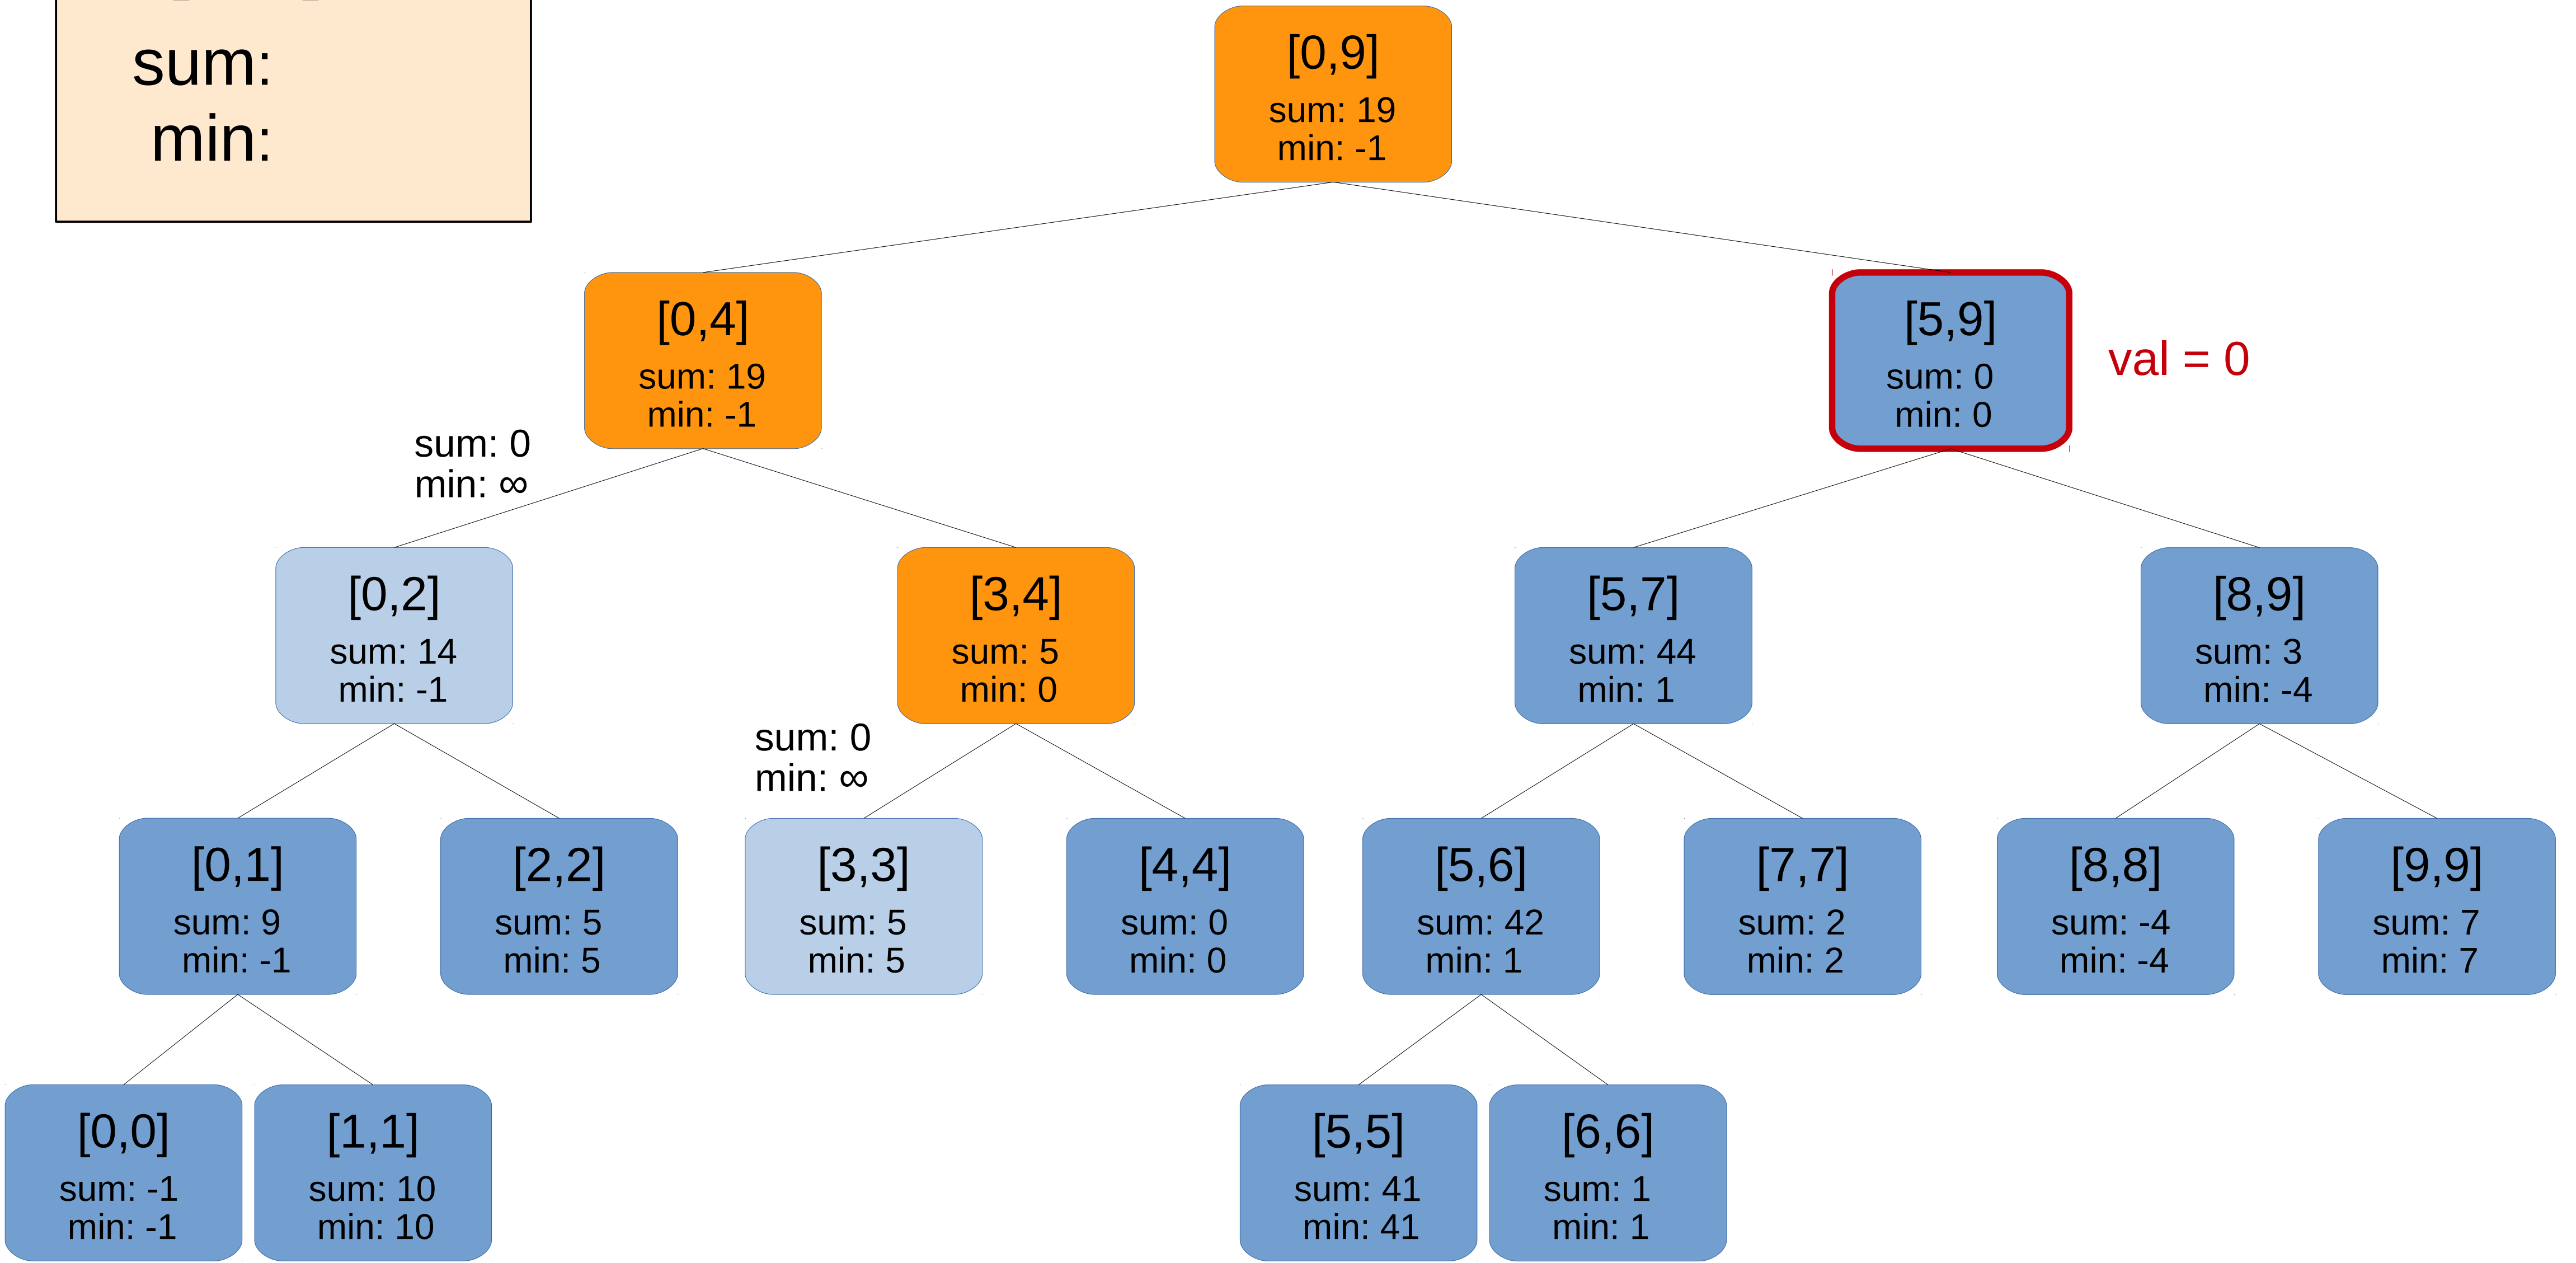 sum:
min:
[0,9]
sum: 19
min: -1
[0,4]
sum: 19
min: -1
[5,9]
sum: 0
min: 0
val = 0
sum: 0
min: ∞
[0,2]
sum: 14
min: -1
[3,4]
sum: 5
min: 0
[5,7]
sum: 44
min: 1
[8,9]
sum: 3
min: -4
sum: 0
min: ∞
[0,1]
sum: 9
min: -1
[2,2]
sum: 5
min: 5
[3,3]
sum: 5
min: 5
[4,4]
sum: 0
min: 0
[5,6]
sum: 42
min: 1
[7,7]
sum: 2
min: 2
[8,8]
sum: -4
min: -4
[9,9]
sum: 7
min: 7
[0,0]
sum: -1
min: -1
[1,1]
sum: 10
min: 10
[5,5]
sum: 41
min: 41
[6,6]
sum: 1
min: 1